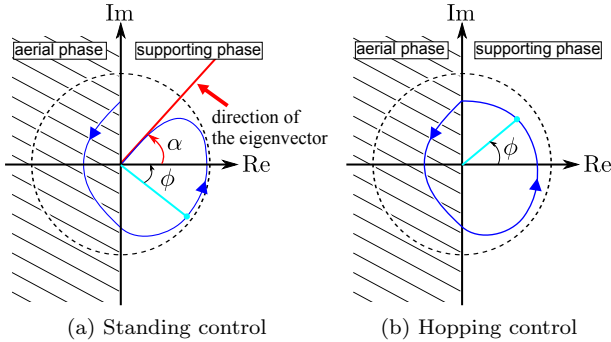 Im
aerial phase
supporting phase
direction of
the eigenvector
α
ϕ
Re
(a) Standing control
Im
aerial phase
supporting phase
ϕ
Re
(b) Hopping control